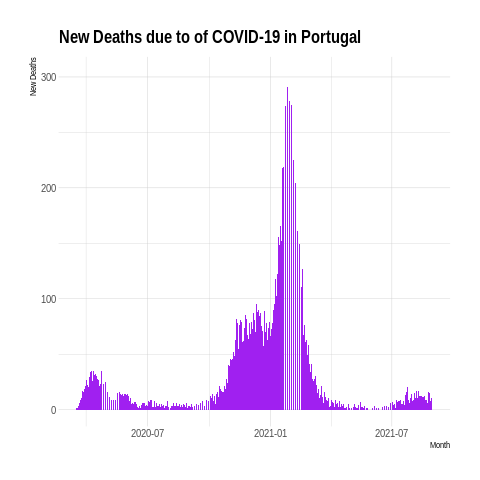 New Deaths due to of COVID-19 in Portugal
New Deaths
300
200
100
0
2020-07
2021-01
2021-07
Month